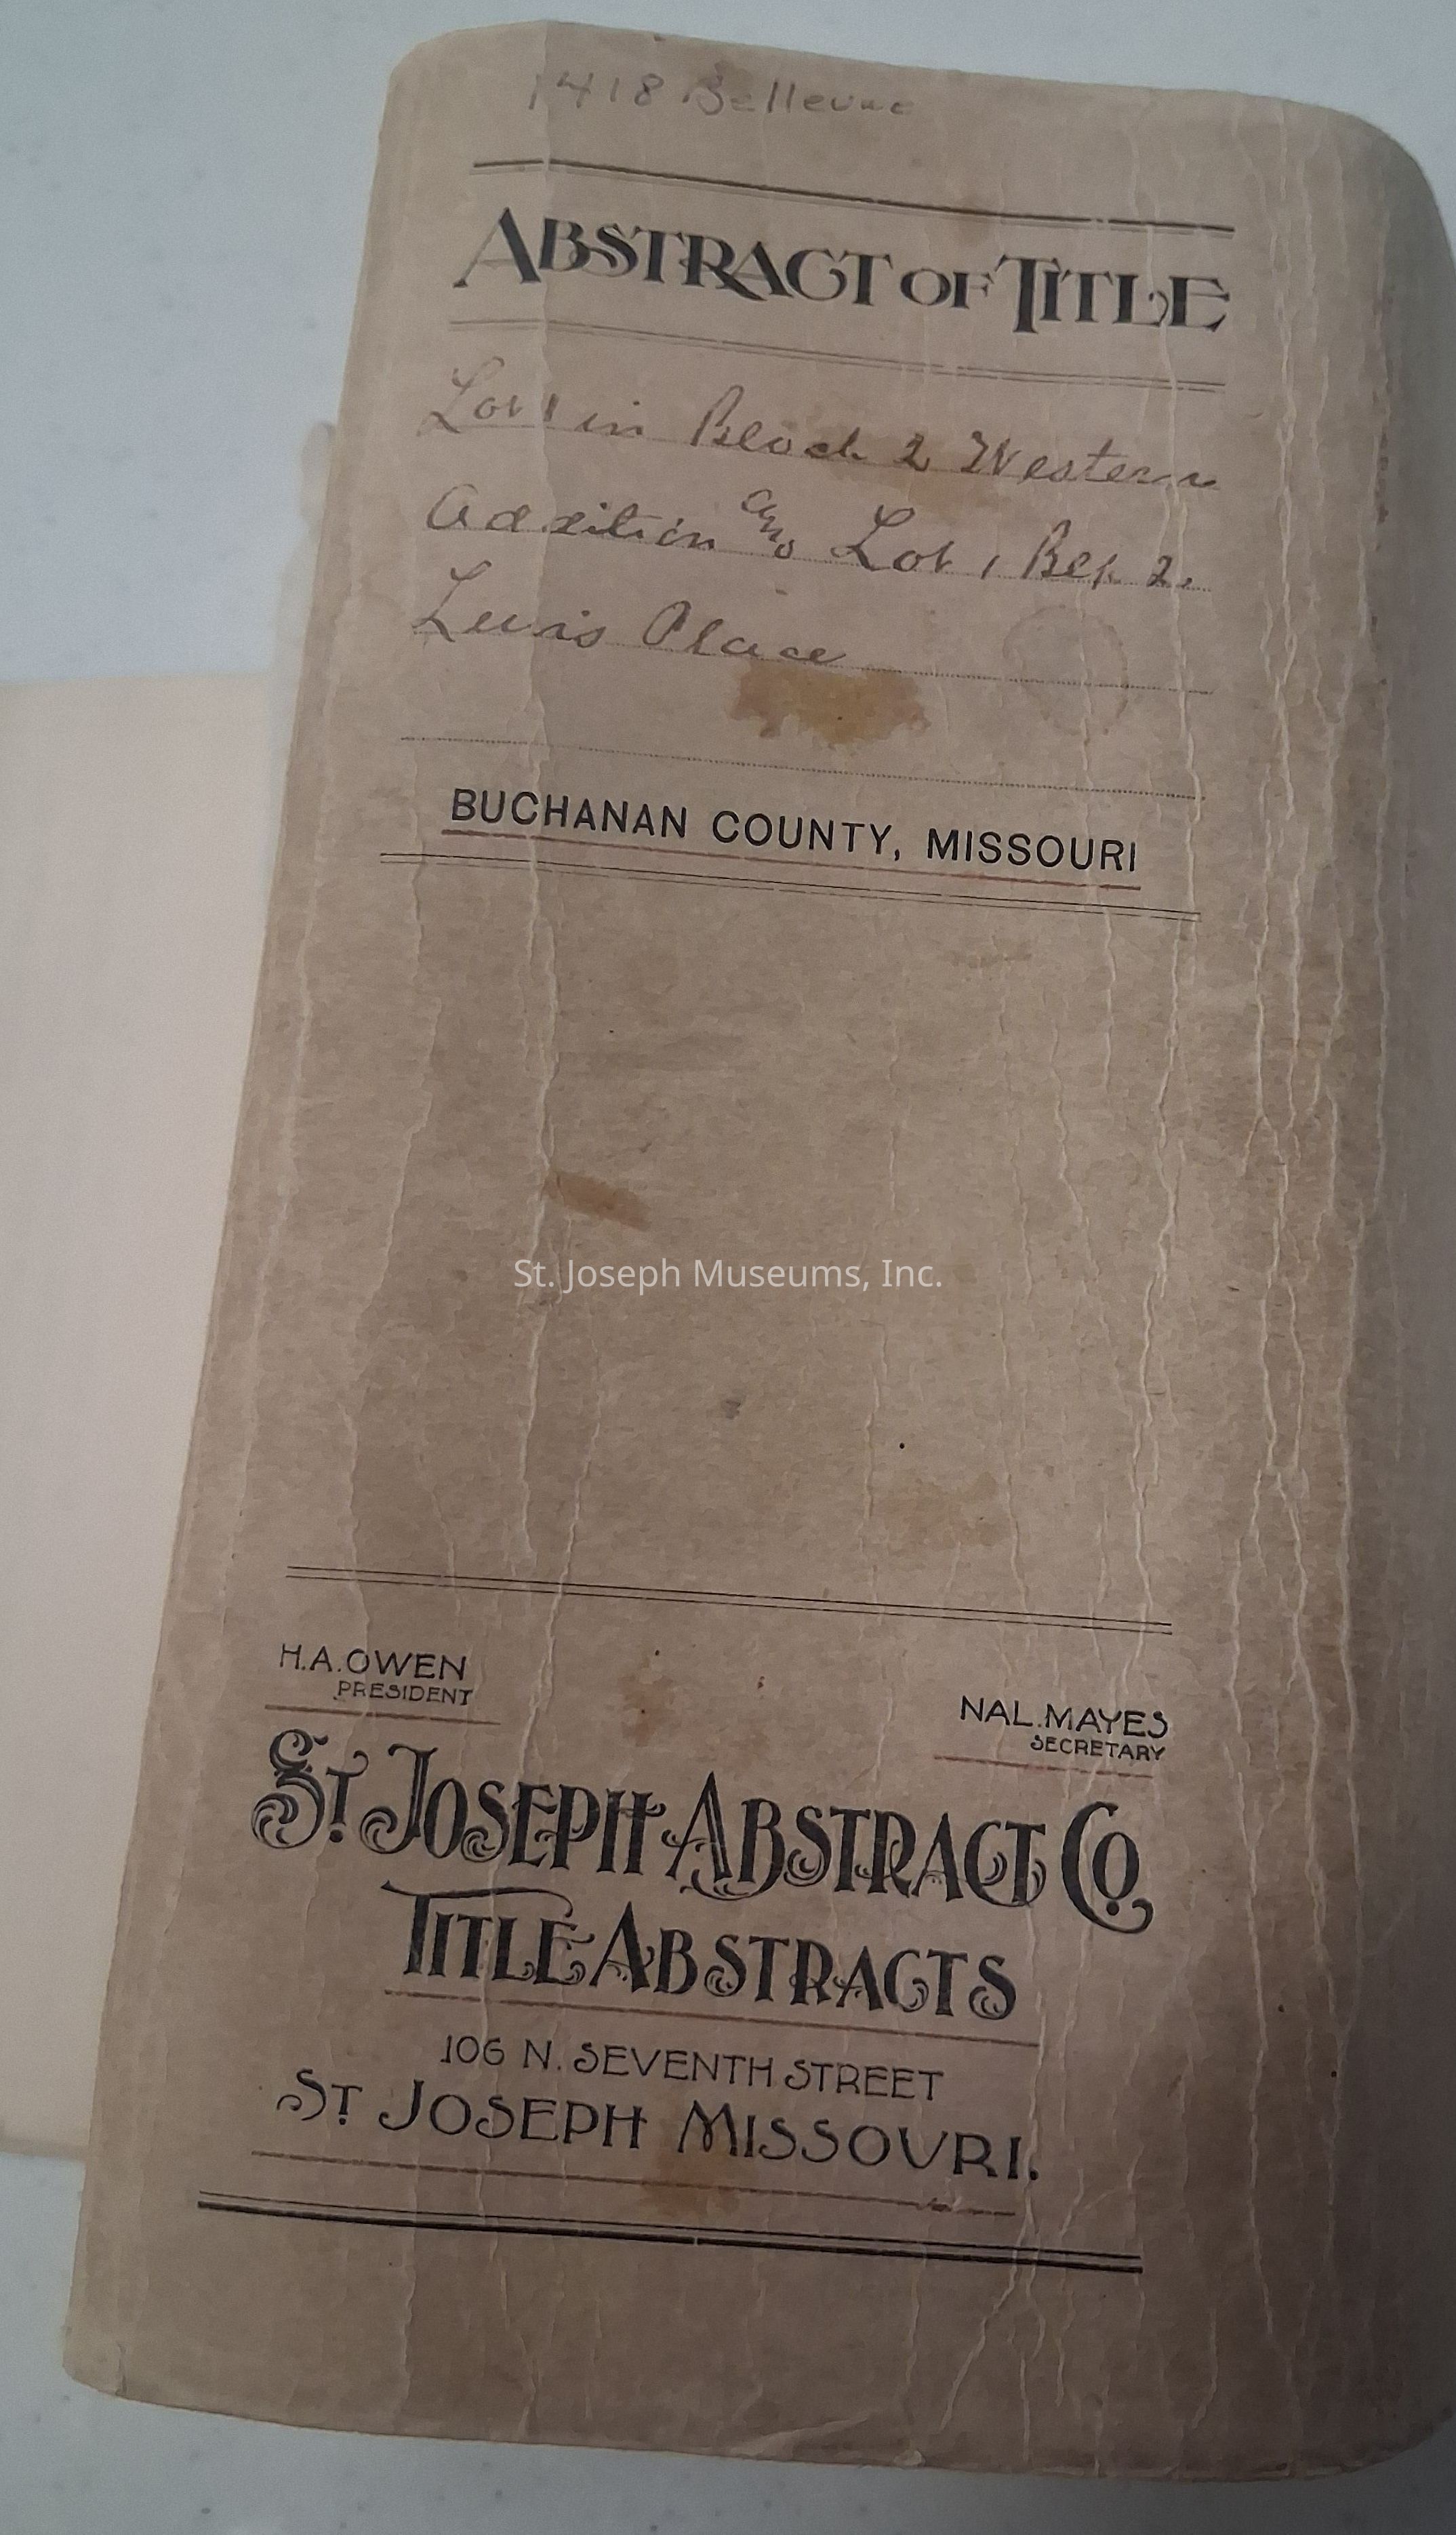 1418 Bellevue
ABSTRACT OF TITLE
Lot 1 in Block 2 Western
Addition and Lot 1 Blk 2.
Lewis Place
BUCHANAN COUNTY, MISSOURI
St. Joseph Museums, Inc.
H.A. OWEN
PRESIDENT
NAL. MAYES
SECRETARY
ST. JOSEPH ABSTRACT CO.
TITLE ABSTRACTS
106 N. SEVENTH STREET
ST JOSEPH MISSOURI.